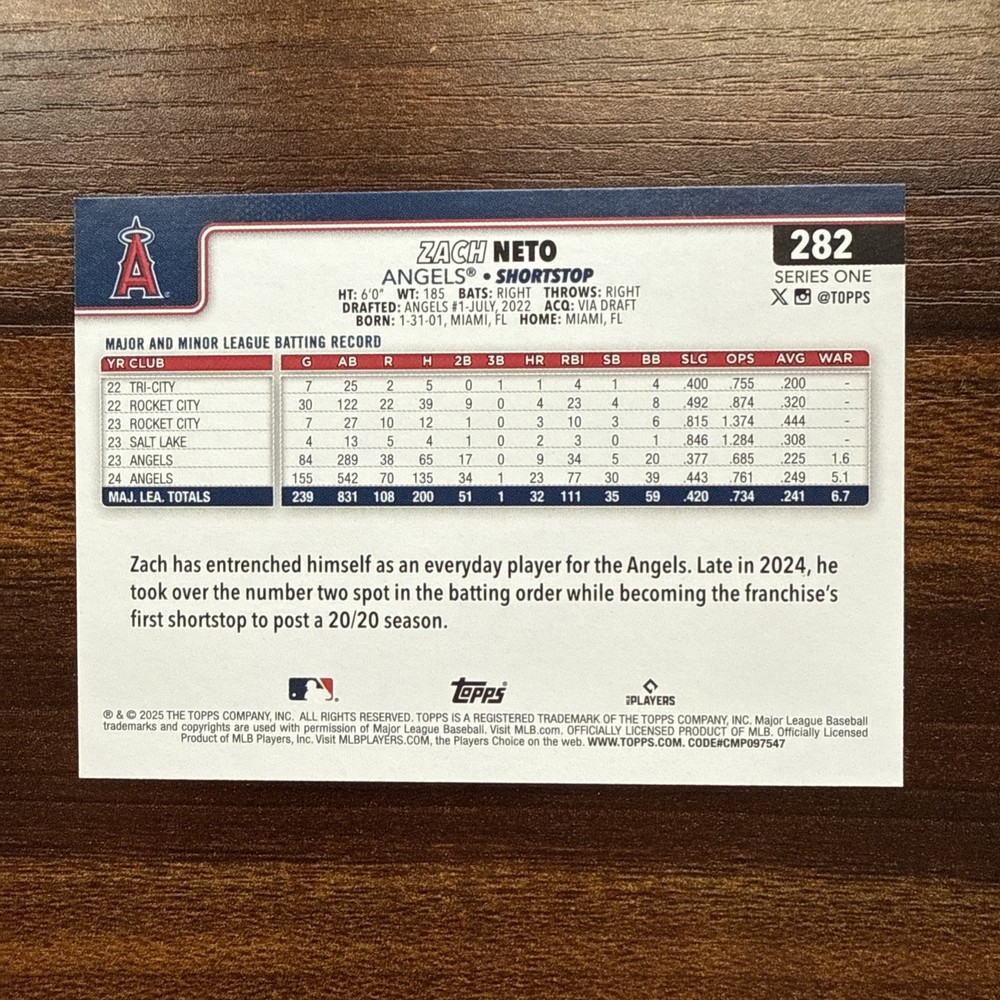 A
ZACH NETO
282
ANGELS® • SHORTSTOP
SERIES ONE
HT: 6'0" WT: 185 BATS: RIGHT THROWS: RIGHT
@TOPPS
DRAFTED: ANGELS #1-JULY, 2022 ACQ: VIA DRAFT
BORN: 1-31-01, MIAMI, FL HOME: MIAMI, FL
MAJOR AND MINOR LEAGUE BATTING RECORD
YR CLUB G AB R H 2B 3B HR RBI SB BB SLG OPS AVG WAR
22 TRI-CITY 7 25 2 5 0 1 1 4 1 4 .400 .755 .200 -
22 ROCKET CITY 30 122 22 39 9 0 4 23 4 8 .492 .874 .320 -
23 ROCKET CITY 7 27 10 12 1 0 3 10 3 6 .815 1.374 .444 -
23 SALT LAKE 4 13 5 4 1 0 2 3 0 1 .846 1.284 .308 -
23 ANGELS 84 289 38 65 17 0 9 34 5 20 .377 .685 .225 1.6
24 ANGELS 155 542 70 135 34 1 23 77 30 39 .443 .761 .249 5.1
MAJ. LEA. TOTALS 239 831 108 200 51 1 32 111 35 59 .420 .734 .241 6.7
Zach has entrenched himself as an everyday player for the Angels. Late in 2024, he
took over the number two spot in the batting order while becoming the franchise's
first shortstop to post a 20/20 season.
Topps®
PLAYERS
® & © 2025 THE TOPPS COMPANY, INC. ALL RIGHTS RESERVED. TOPPS IS A REGISTERED TRADEMARK OF THE TOPPS COMPANY, INC. Major League Baseball
trademarks and copyrights are used with permission of Major League Baseball. Visit MLB.com. OFFICIALLY LICENSED PRODUCT OF MLB. Officially Licensed
Product of MLB Players, Inc. Visit MLBPLAYERS.COM, the Players Choice on the web. WWW.TOPPS.COM. CODE#CMP097547